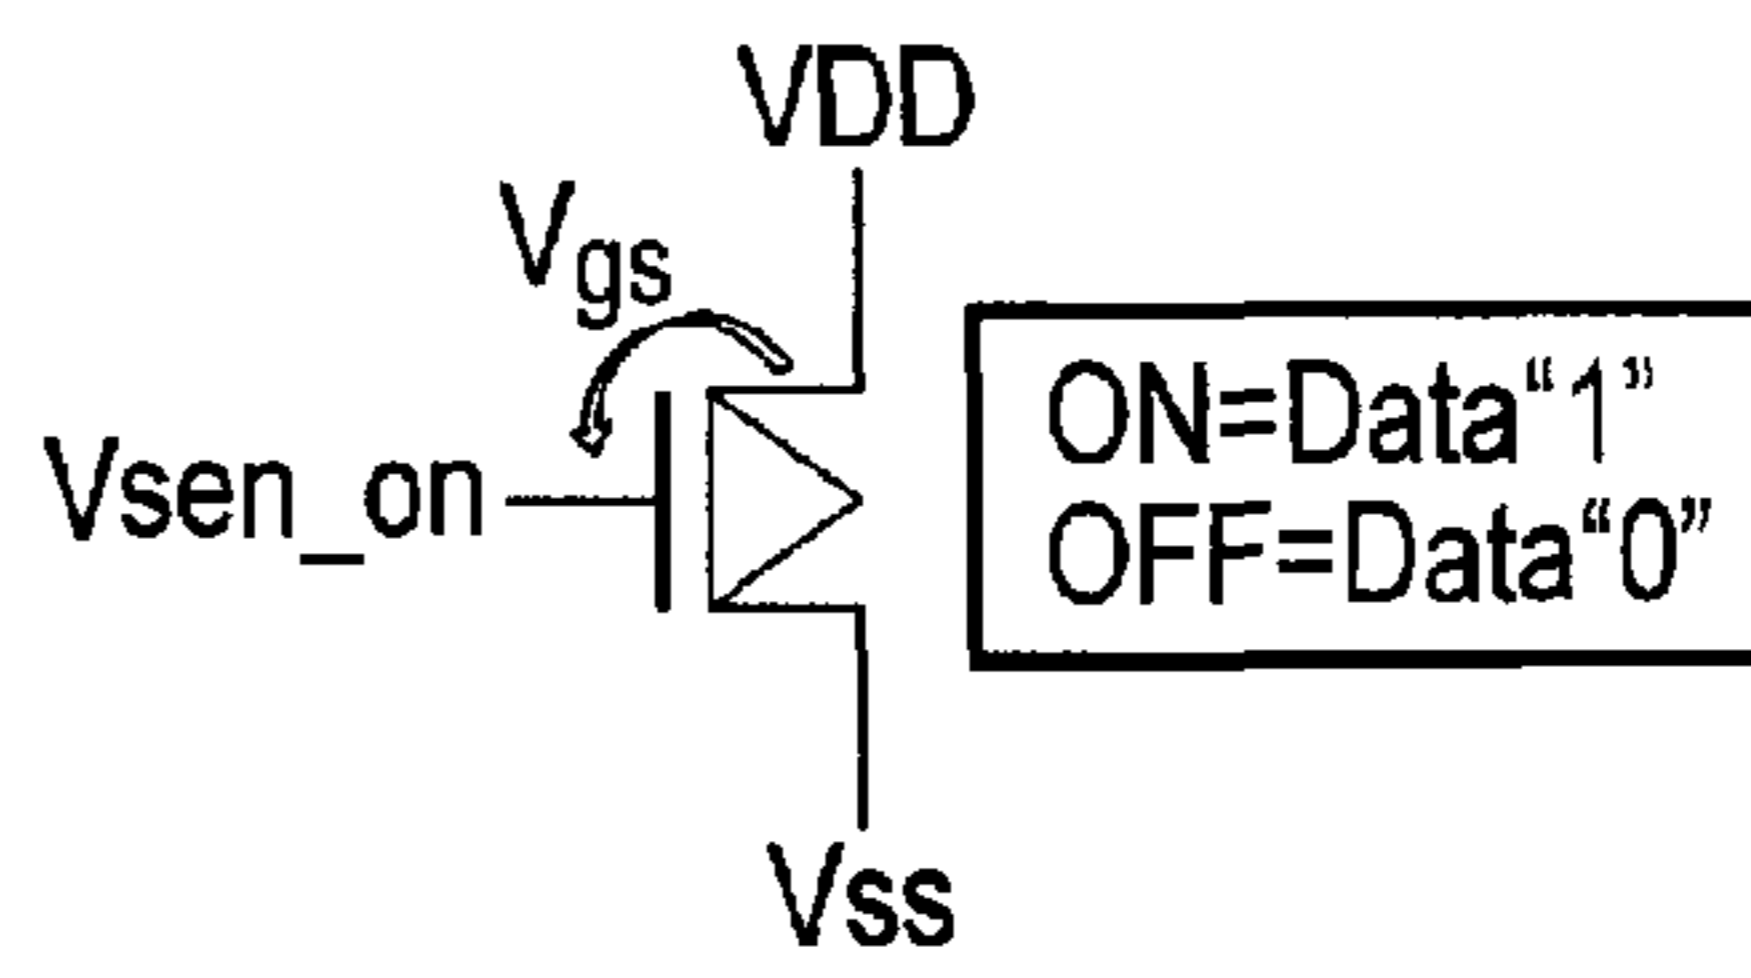 VDD
Vgs
ON=Data“1”
Vsen_on
OFF=Data“0”
Vss